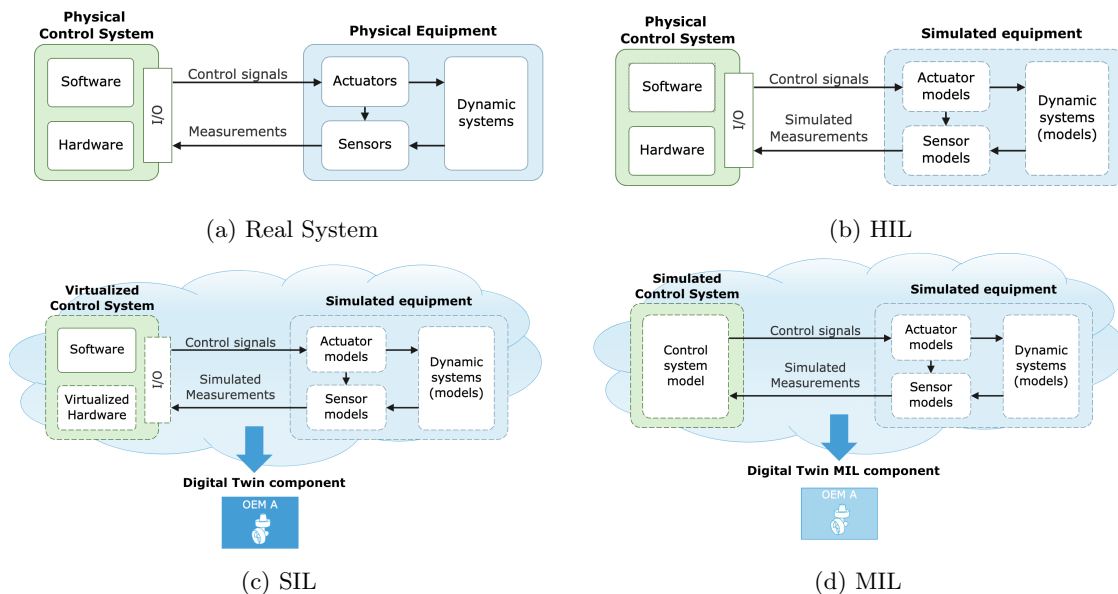 Physical
Control System
Physical Equipment
Software
Hardware
I/O
Control signals
Measurements
Actuators
Sensors
Dynamic
systems
(a) Real System
Physical
Control System
Simulated equipment
Software
Hardware
I/O
Control signals
Simulated
Measurements
Actuator
models
Sensor
models
Dynamic
systems
(models)
(b) HIL
Virtualized
Control System
Simulated equipment
Software
Virtualized
Hardware
I/O
Control signals
Simulated
Measurements
Actuator
models
Sensor
models
Dynamic
systems
(models)
Digital Twin component
OEM A
(c) SIL
Simulated
Control System
Simulated equipment
Control
system
model
Control signals
Simulated
Measurements
Actuator
models
Sensor
models
Dynamic
systems
(models)
Digital Twin MIL component
OEM A
(d) MIL